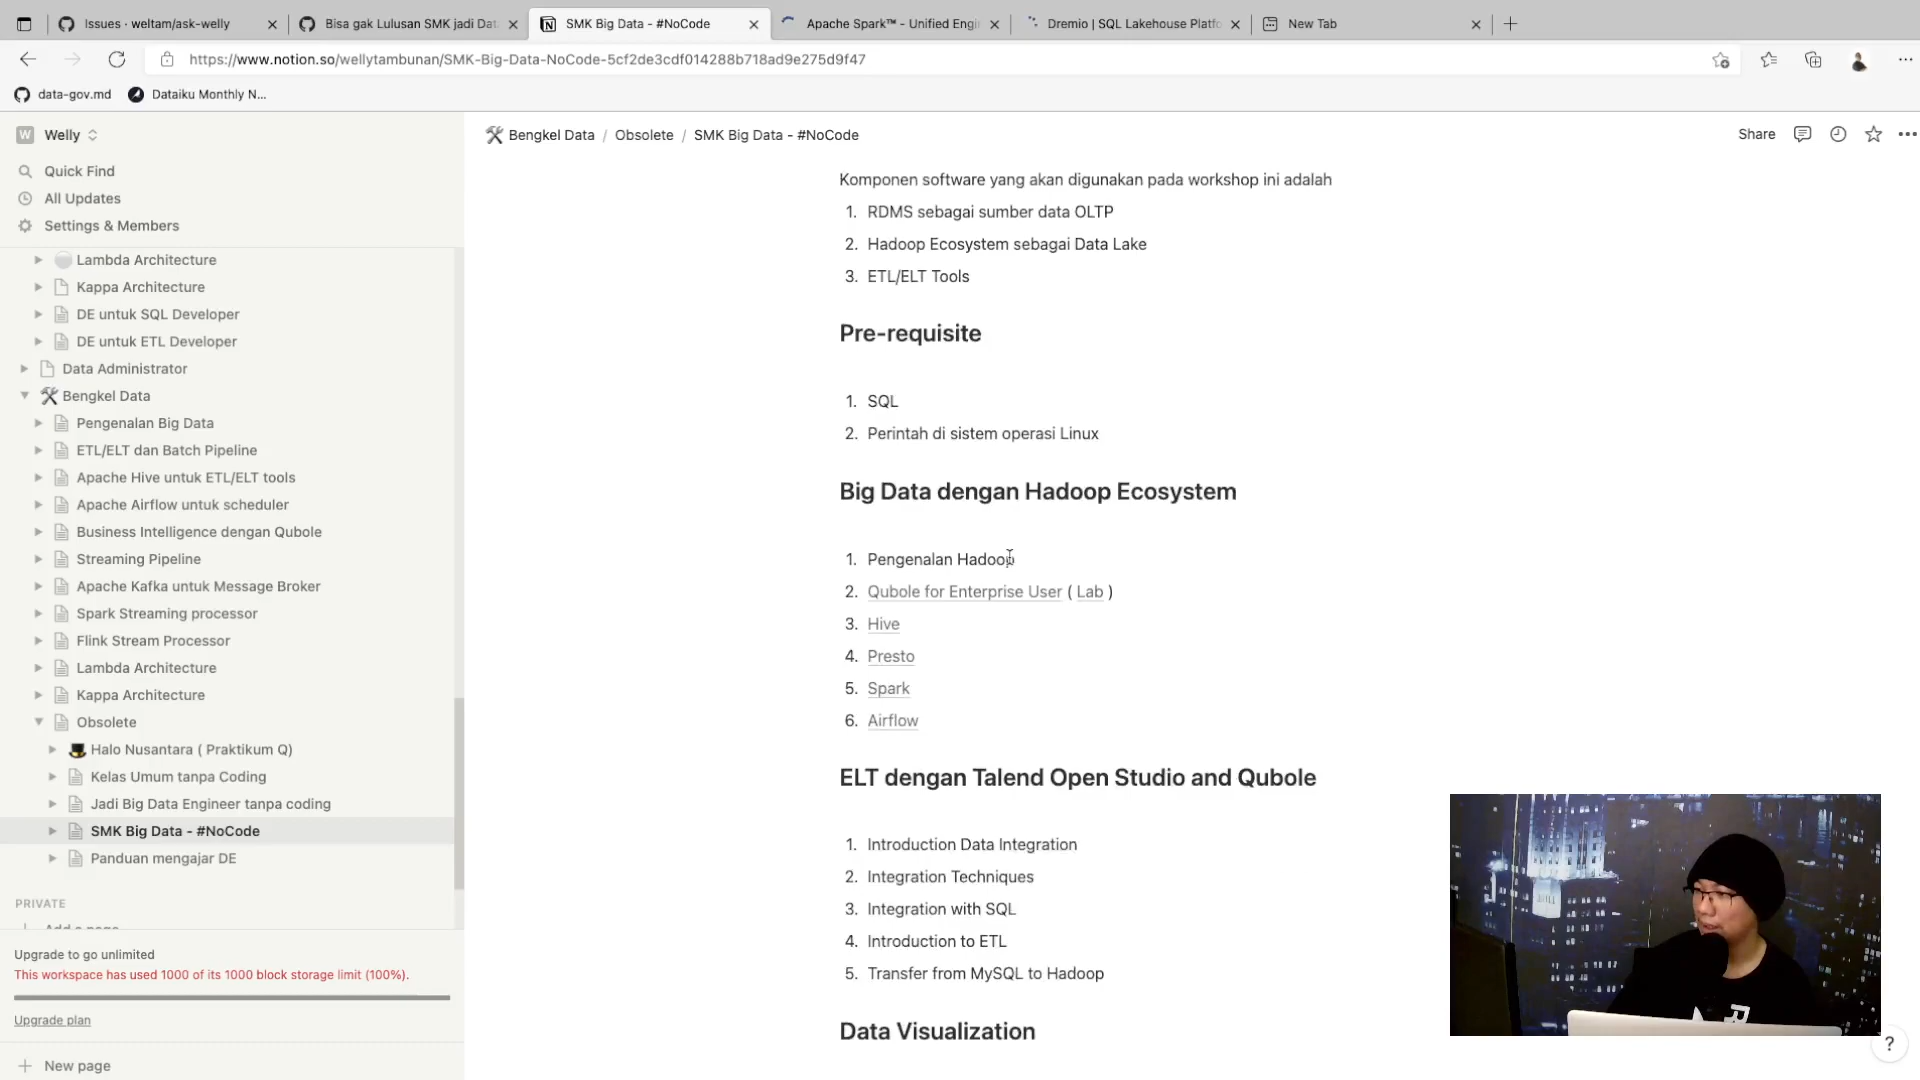 Issues · weltam/ask-welly
Bisa gak Lulusan SMK jadi Dat
SMK Big Data - #NoCode
Apache Spark™ - Unified Engi
Dremio | SQL Lakehouse Platfo
New Tab
https://www.notion.so/wellytambunan/SMK-Big-Data-NoCode-5cf2de3cdf014288b718ad9e275d9f47
data-gov.md
Dataiku Monthly N...
W Welly
Quick Find
All Updates
Settings & Members
Lambda Architecture
Kappa Architecture
DE untuk SQL Developer
DE untuk ETL Developer
Data Administrator
Bengkel Data
Pengenalan Big Data
ETL/ELT dan Batch Pipeline
Apache Hive untuk ETL/ELT tools
Apache Airflow untuk scheduler
Business Intelligence dengan Qubole
Streaming Pipeline
Apache Kafka untuk Message Broker
Spark Streaming processor
Flink Stream Processor
Lambda Architecture
Kappa Architecture
Obsolete
Halo Nusantara ( Praktikum Q)
Kelas Umum tanpa Coding
Jadi Big Data Engineer tanpa coding
SMK Big Data - #NoCode
Panduan mengajar DE
PRIVATE
Add a page
Upgrade to go unlimited
This workspace has used 1000 of its 1000 block storage limit (100%).
Upgrade plan
New page
Bengkel Data / Obsolete / SMK Big Data - #NoCode
Share
Komponen software yang akan digunakan pada workshop ini adalah
1. RDMS sebagai sumber data OLTP
2. Hadoop Ecosystem sebagai Data Lake
3. ETL/ELT Tools
Pre-requisite
1. SQL
2. Perintah di sistem operasi Linux
Big Data dengan Hadoop Ecosystem
1. Pengenalan Hadoop
2. Qubole for Enterprise User ( Lab )
3. Hive
4. Presto
5. Spark
6. Airflow
ELT dengan Talend Open Studio and Qubole
1. Introduction Data Integration
2. Integration Techniques
3. Integration with SQL
4. Introduction to ETL
5. Transfer from MySQL to Hadoop
Data Visualization
?